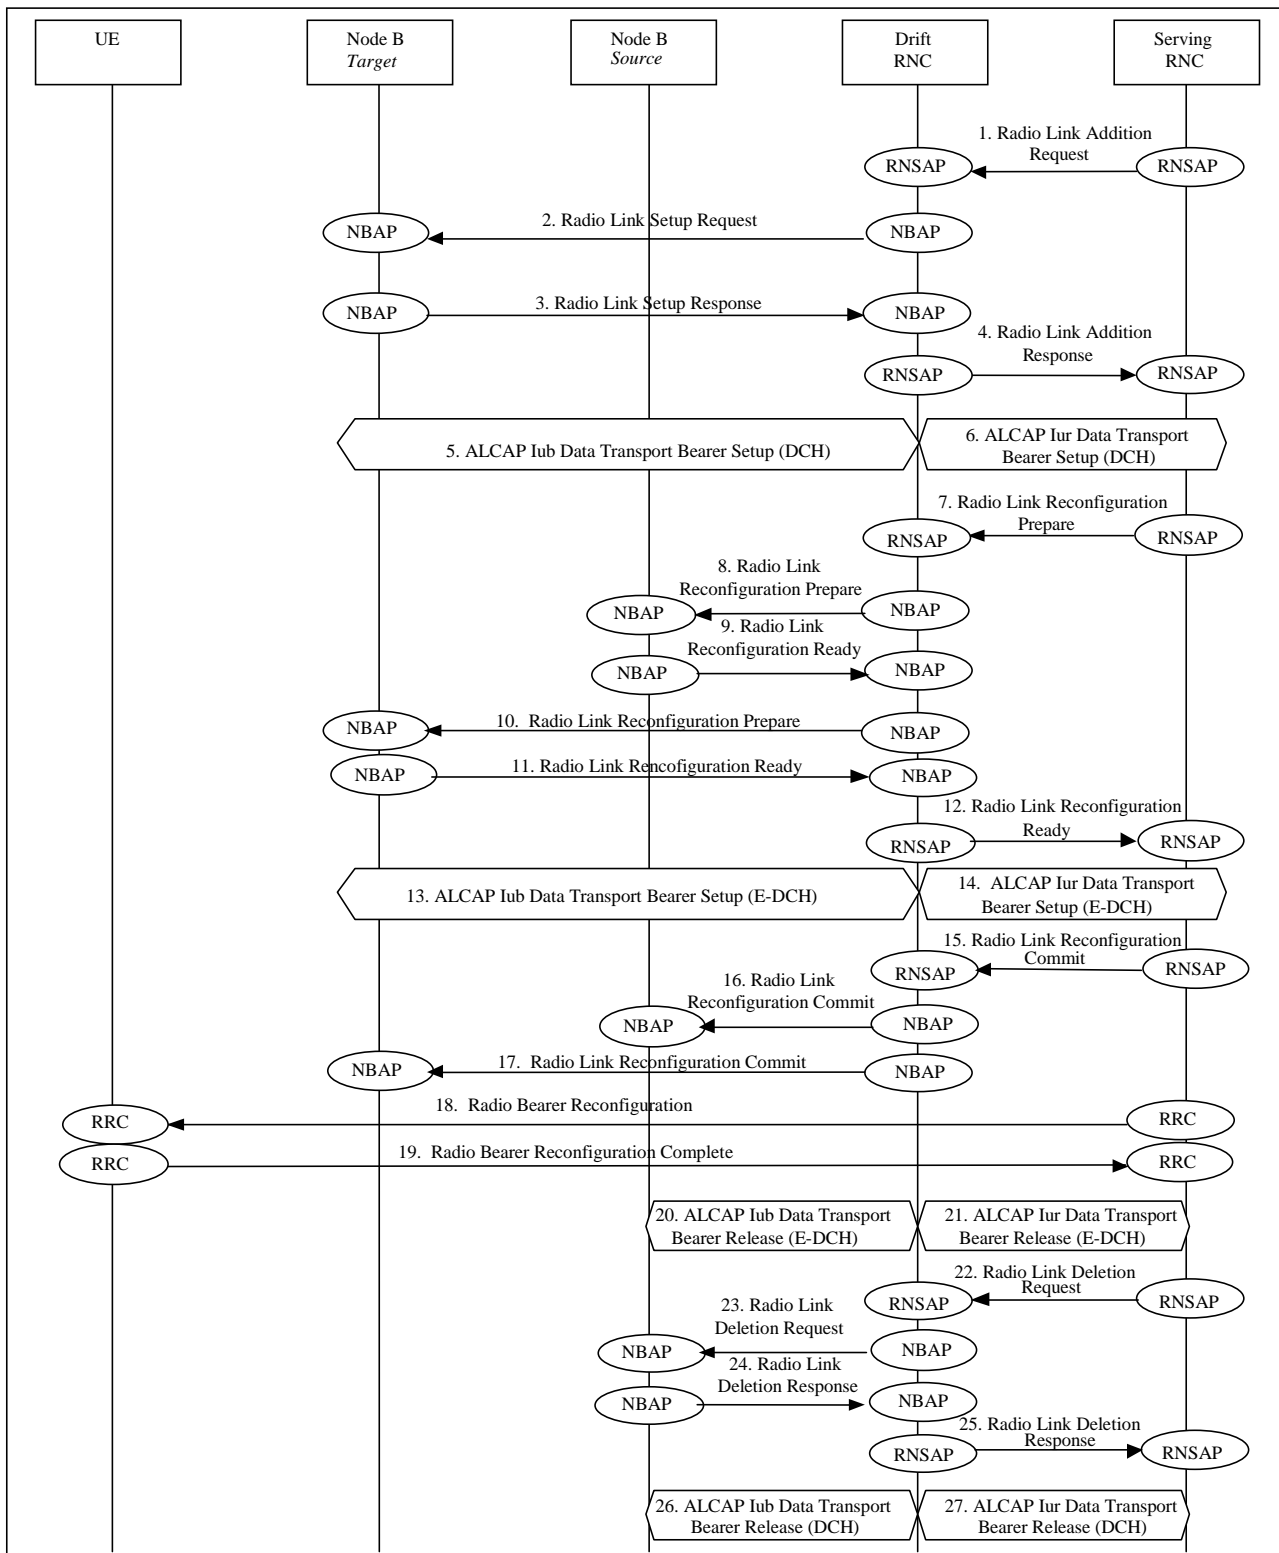 UE
Node B
Target
Node B
Source
Drift
RNC
Serving
RNC
1. Radio Link Addition
Request
RNSAP
RNSAP
2. Radio Link Setup Request
NBAP
NBAP
3. Radio Link Setup Response
NBAP
NBAP
4. Radio Link Addition
Response
RNSAP
RNSAP
5. ALCAP Iub Data Transport Bearer Setup (DCH)
6. ALCAP Iur Data Transport
Bearer Setup (DCH)
7. Radio Link Reconfiguration
Prepare
RNSAP
RNSAP
8. Radio Link
Reconfiguration Prepare
NBAP
NBAP
9. Radio Link
Reconfiguration Ready
NBAP
NBAP
10. Radio Link Reconfiguration Prepare
NBAP
NBAP
11. Radio Link Rencofiguration Ready
NBAP
NBAP
12. Radio Link Reconfiguration
Ready
RNSAP
RNSAP
13. ALCAP Iub Data Transport Bearer Setup (E-DCH)
14. ALCAP Iur Data Transport
Bearer Setup (E-DCH)
15. Radio Link Reconfiguration
Commit
RNSAP
RNSAP
16. Radio Link
Reconfiguration Commit
NBAP
NBAP
17. Radio Link Reconfiguration Commit
NBAP
NBAP
18. Radio Bearer Reconfiguration
RRC
RRC
19. Radio Bearer Reconfiguration Complete
RRC
RRC
20. ALCAP Iub Data Transport
Bearer Release (E-DCH)
21. ALCAP Iur Data Transport
Bearer Release (E-DCH)
22. Radio Link Deletion
Request
RNSAP
RNSAP
23. Radio Link
Deletion Request
NBAP
NBAP
24. Radio Link
Deletion Response
NBAP
NBAP
25. Radio Link Deletion
Response
RNSAP
RNSAP
26. ALCAP Iub Data Transport
Bearer Release (DCH)
27. ALCAP Iur Data Transport
Bearer Release (DCH)